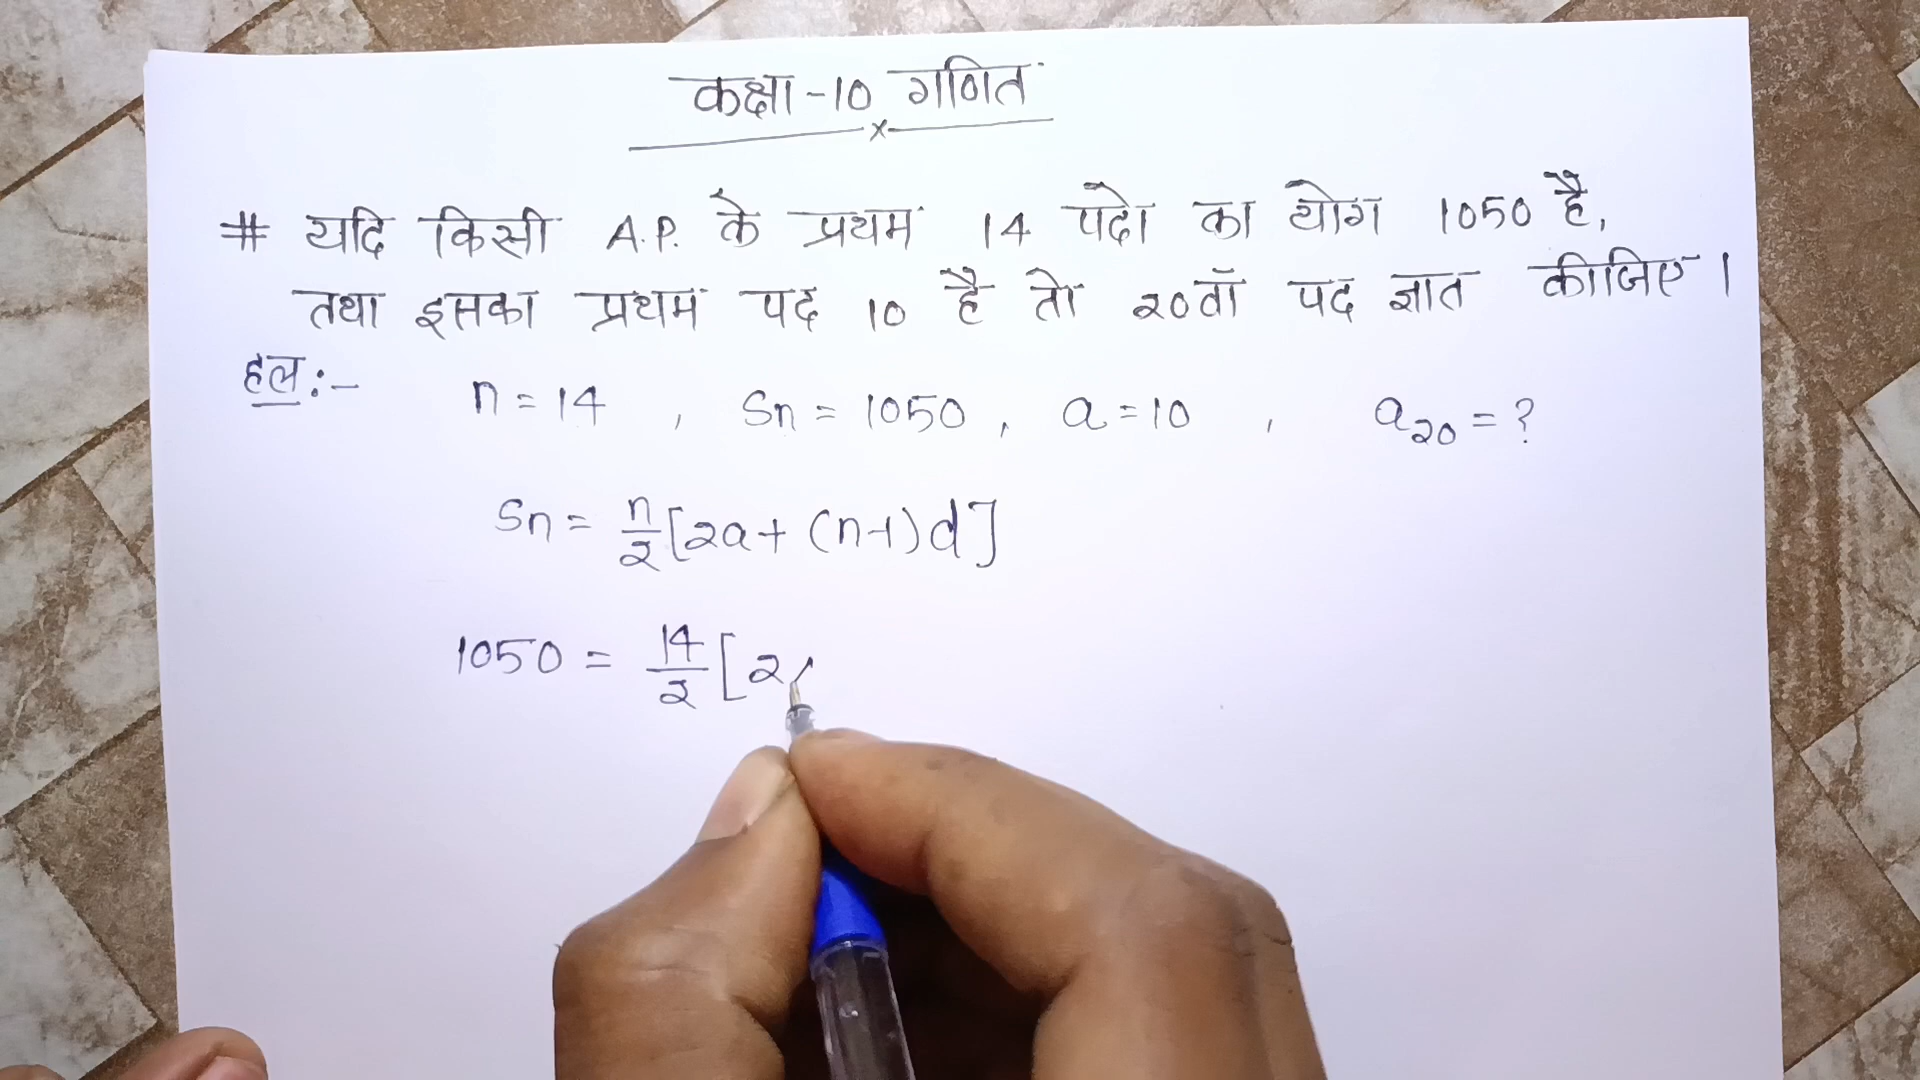 कक्षा -10 गणित
x
# यदि किसी A.P. के प्रथम 14 पदो का योग 1050 है,
तथा इसका प्रथम पद 10 है तो 20वाँ पद ज्ञात कीजिए।
हल:- n = 14 , Sn = 1050, a = 10 , a₂₀ = ?
Sn = n/2 [2a + (n-1)d]
1050 = 14/2 [2